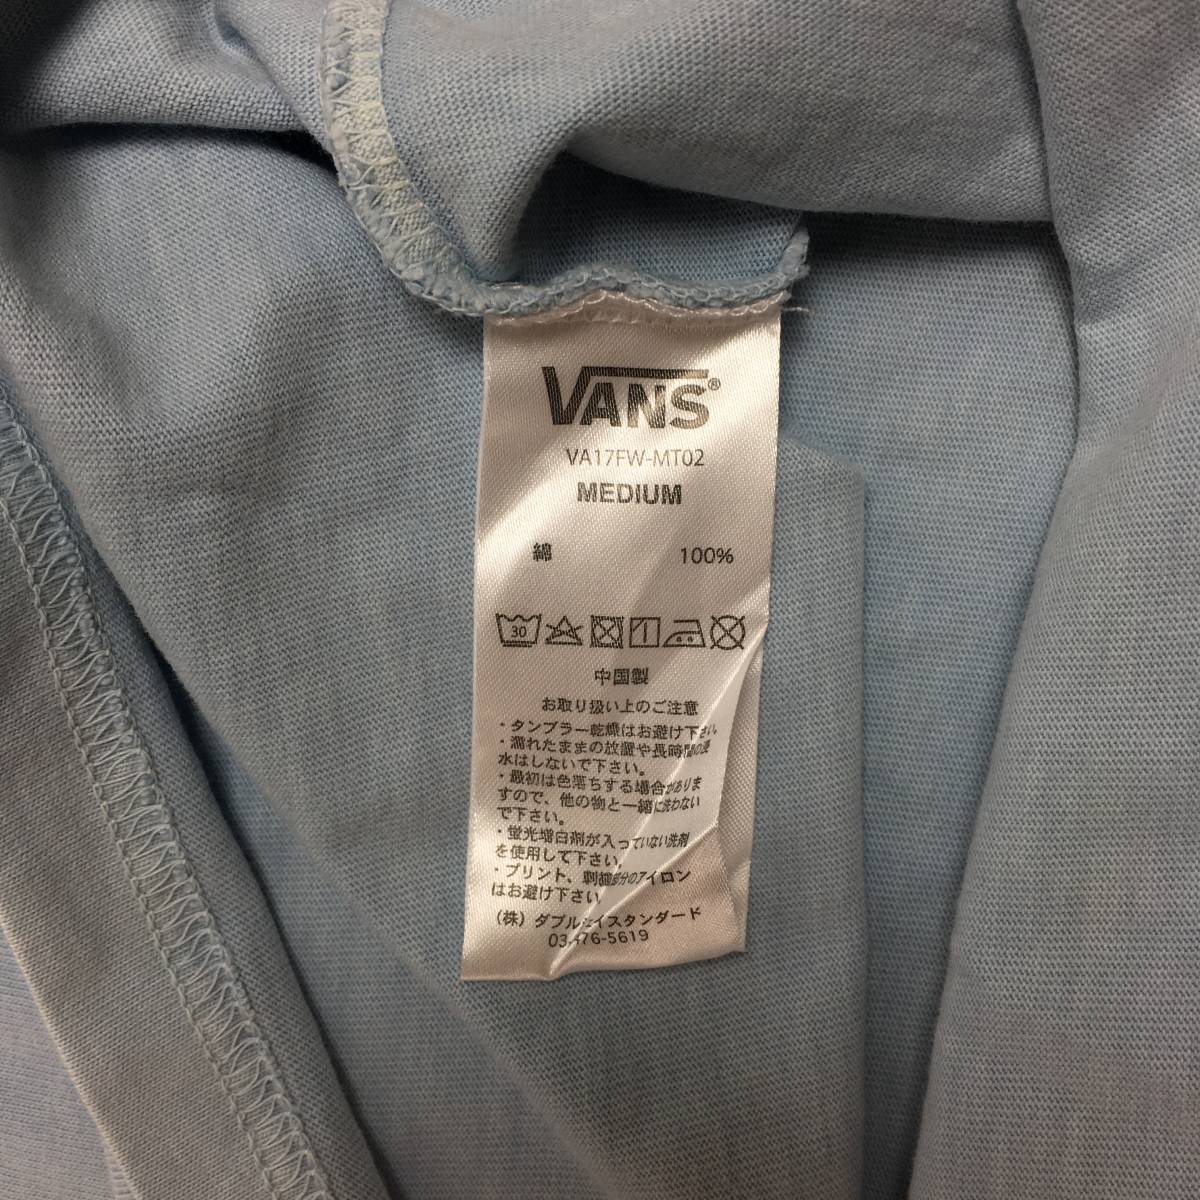 VANS®
VA17FW-MT02
MEDIUM
綿 100%
30
中国製
お取り扱い上のご注意
・タンブラー乾燥はお避け下さい。
・濡れたままの放置や長時間の浸
水はしないで下さい。
・最初は色落ちする場合がありま
すので、他の物と一緒に洗わない
で下さい。
・蛍光増白剤が入っていない洗剤
を使用して下さい。
・プリント、刺繍部分のアイロン
はお避け下さい
(株) ダブルエイスタンダード
476-5619